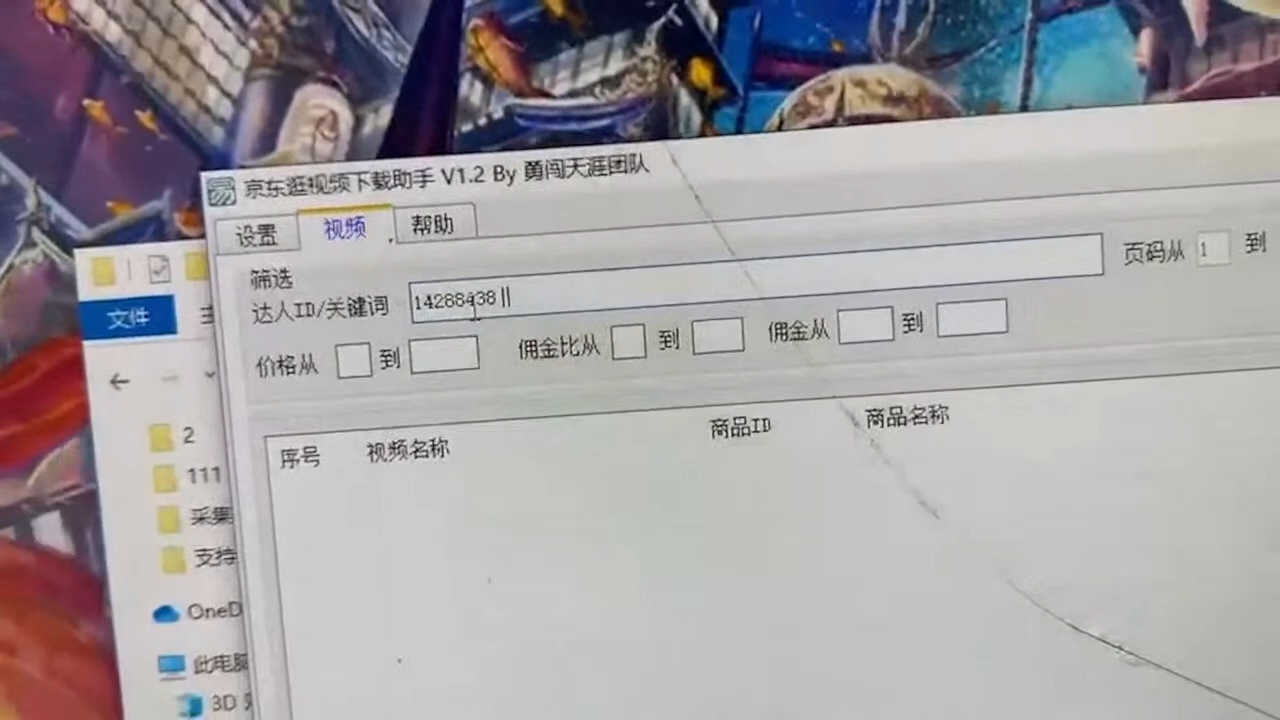 京东逛视频下载助手 V1.2 By 勇闯天涯团队
设置 视频 帮助
筛选
达人ID/关键词 14288438 || 页码从 1 到
价格从 到 佣金比从 到 佣金从 到
序号 视频名称 商品ID 商品名称
文件
2
111
采集
支持
OneD
此电脑
3D